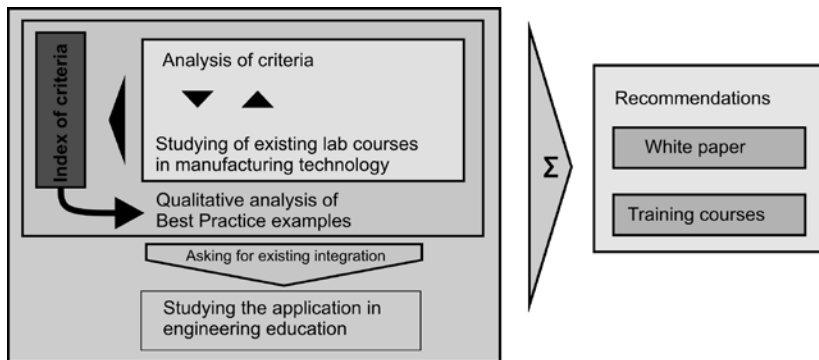 Index of criteria
Analysis of criteria
Studying of existing lab courses
in manufacturing technology
Qualitative analysis of
Best Practice examples
Asking for existing integration
Studying the application in
engineering education
Σ
Recommendations
White paper
Training courses